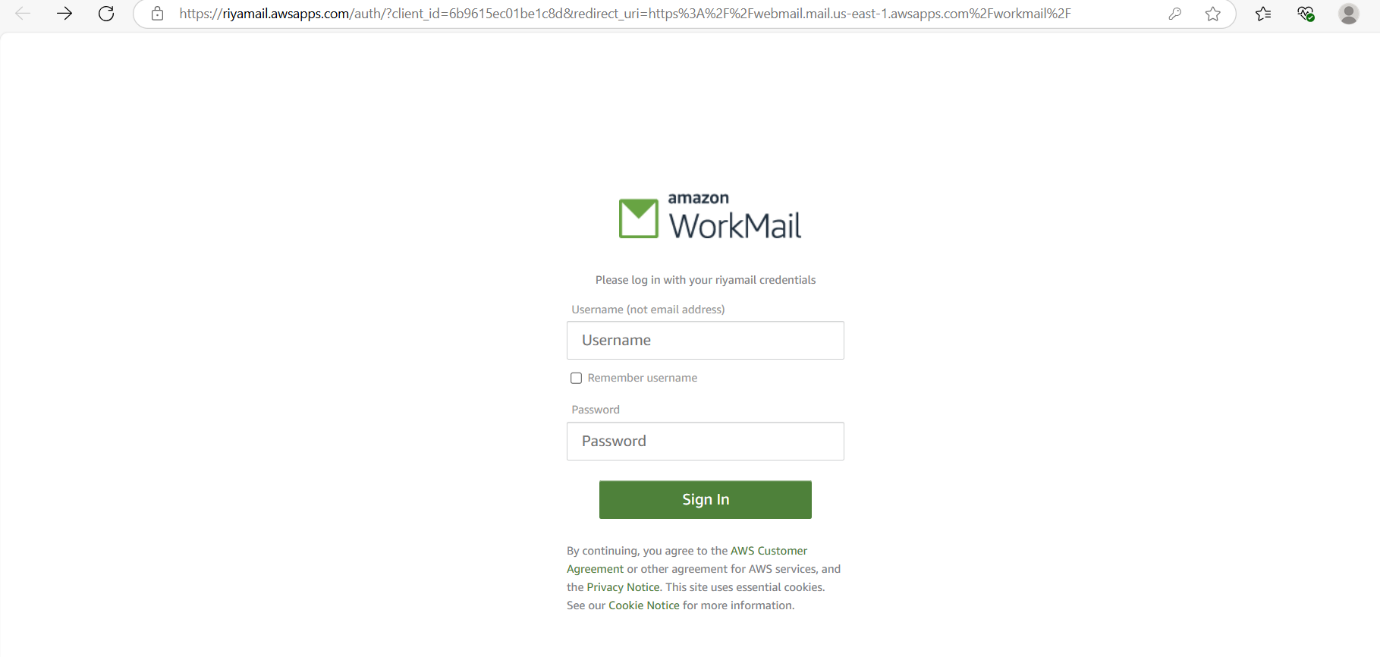 https://riyamail.awsapps.com/auth/?client_id=6b9615ec01be1c8d&redirect_uri=https%3A%2F%2Fwebmail.mail.us-east-1.awsapps.com%2Fworkmail%2F
amazon
WorkMail
Please log in with your riyamail credentials
Username (not email address)
Username
Remember username
Password
Password
Sign In
By continuing, you agree to the AWS Customer
Agreement or other agreement for AWS services, and
the Privacy Notice. This site uses essential cookies.
See our Cookie Notice for more information.